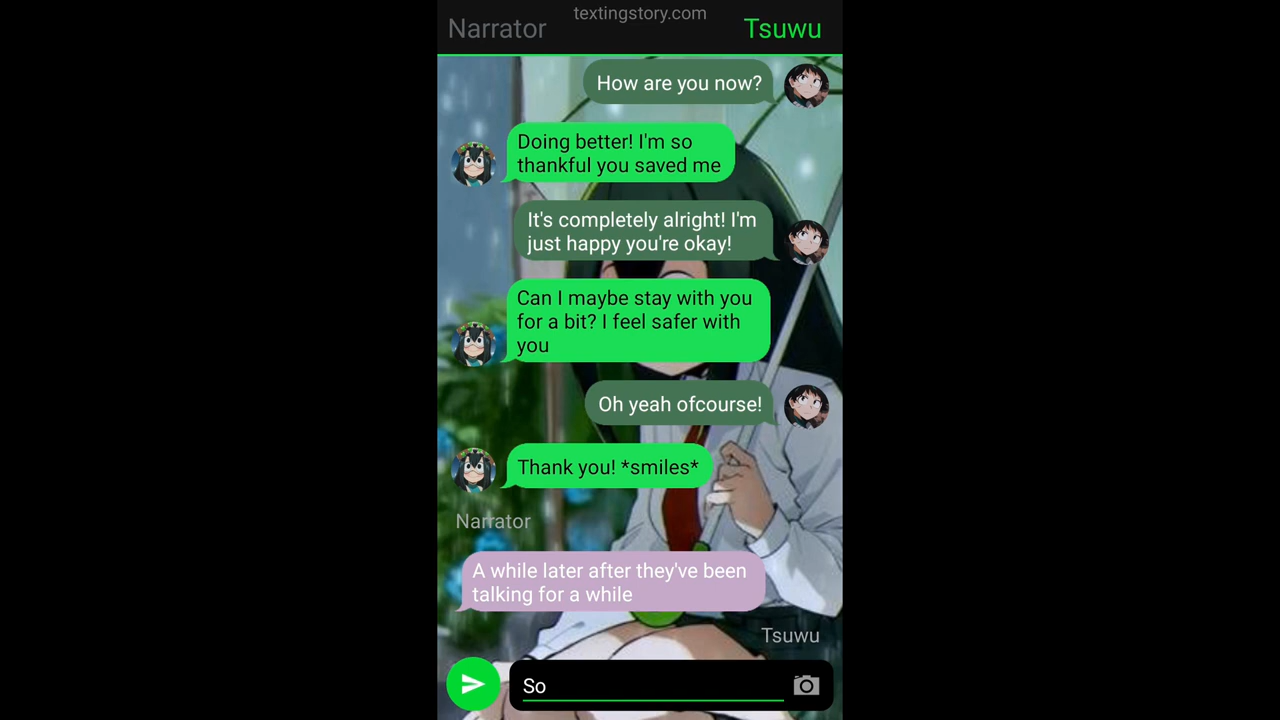 textingstory.com
Narrator
Tsuwu
How are you now?
Doing better! I'm so
thankful you saved me
It's completely alright! I'm
just happy you're okay!
Can I maybe stay with you
for a bit? I feel safer with
you
Oh yeah ofcourse!
Thank you! *smiles*
Narrator
A while later after they've been
talking for a while
Tsuwu
So